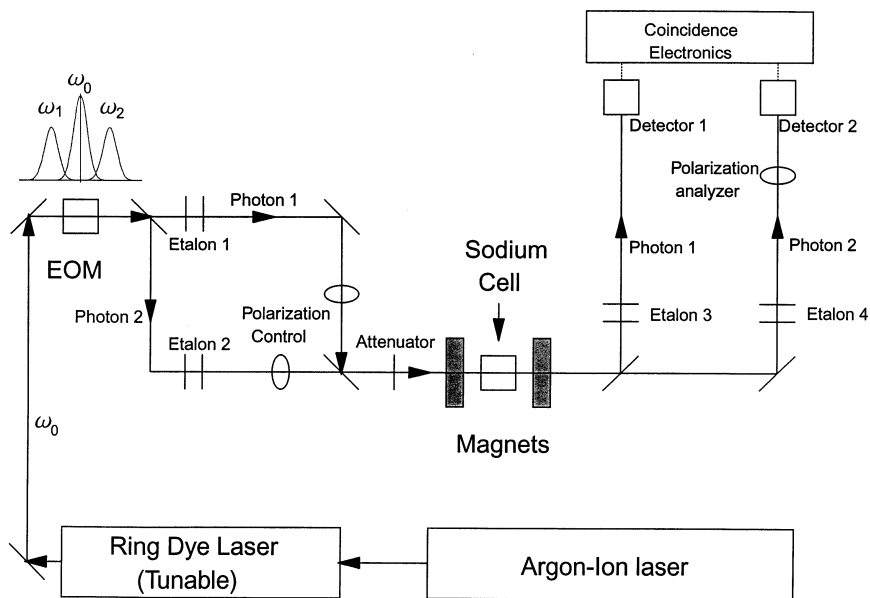 Coincidence
Electronics
ω0
ω1
ω2
Detector 1
Detector 2
Polarization
analyzer
Photon 1
Etalon 1
EOM
Sodium
Cell
Photon 1
Photon 2
Photon 2
Polarization
Control
Etalon 2
Attenuator
Etalon 3
Etalon 4
Magnets
ω0
Ring Dye Laser
(Tunable)
Argon-Ion laser